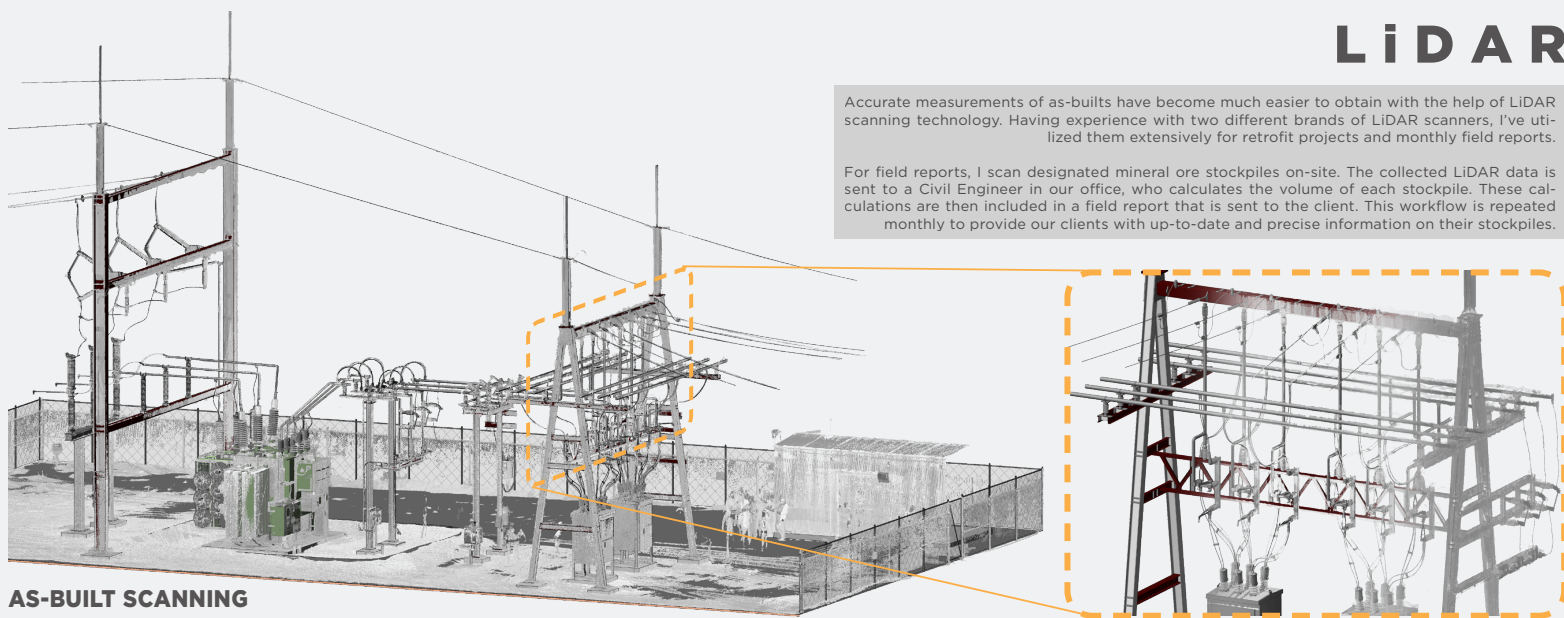 LiDAR
Accurate measurements of as-builts have become much easier to obtain with the help of LiDAR
scanning technology. Having experience with two different brands of LiDAR scanners, I've uti-
lized them extensively for retrofit projects and monthly field reports.
For field reports, I scan designated mineral ore stockpiles on-site. The collected LiDAR data is
sent to a Civil Engineer in our office, who calculates the volume of each stockpile. These cal-
culations are then included in a field report that is sent to the client. This workflow is repeated
monthly to provide our clients with up-to-date and precise information on their stockpiles.
AS-BUILT SCANNING